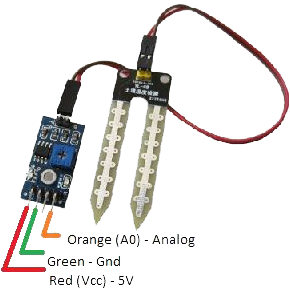 Orange (A0) - Analog
Green - Gnd
Red (Vcc) - 5V